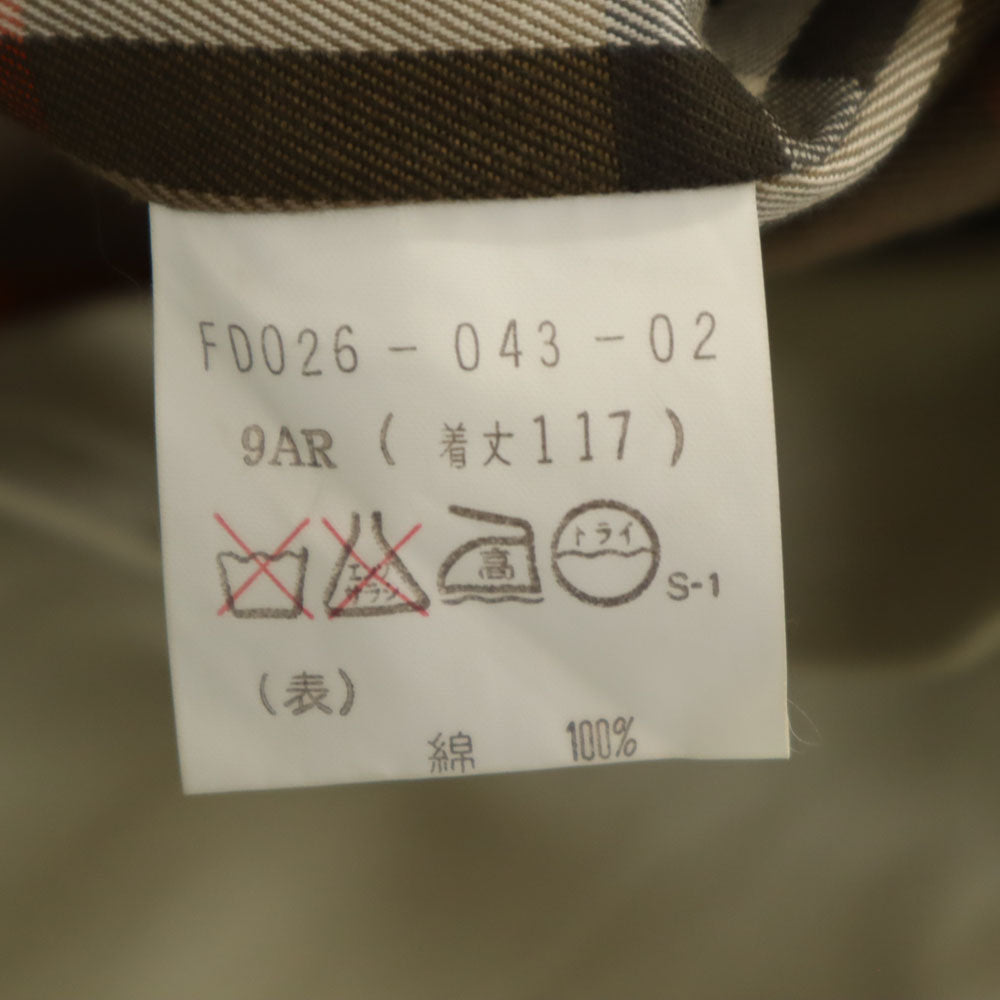 FD026-043-02
9AR (着丈117)
エンソ
サラシ
高
ドライ
S-1
(表)
綿 100%